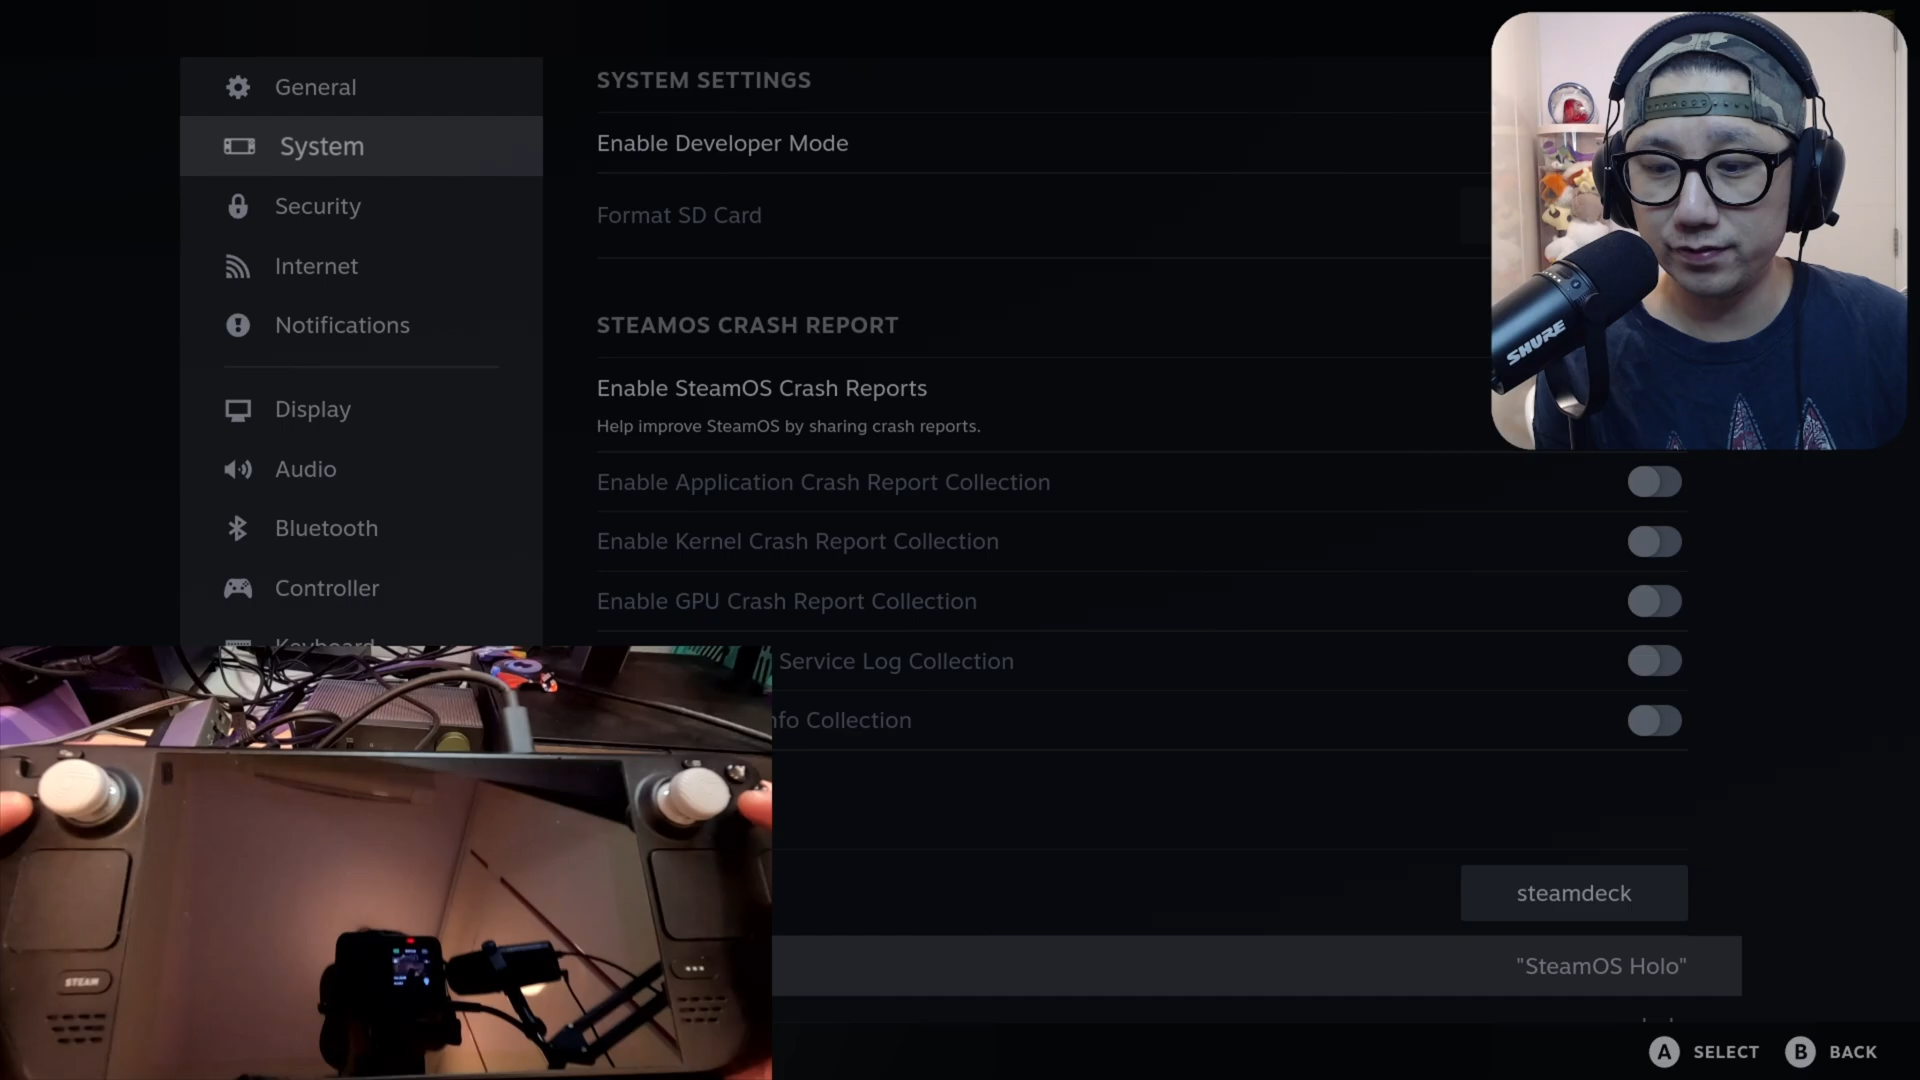 General
System
Security
Internet
Notifications
Display
Audio
Bluetooth
Controller
Keyboard
SYSTEM SETTINGS
Enable Developer Mode
Format SD Card
STEAMOS CRASH REPORT
Enable SteamOS Crash Reports
Help improve SteamOS by sharing crash reports.
Enable Application Crash Report Collection
Enable Kernel Crash Report Collection
Enable GPU Crash Report Collection
Service Log Collection
nfo Collection
steamdeck
"SteamOS Holo"
A SELECT B BACK
SHURE
STEAM